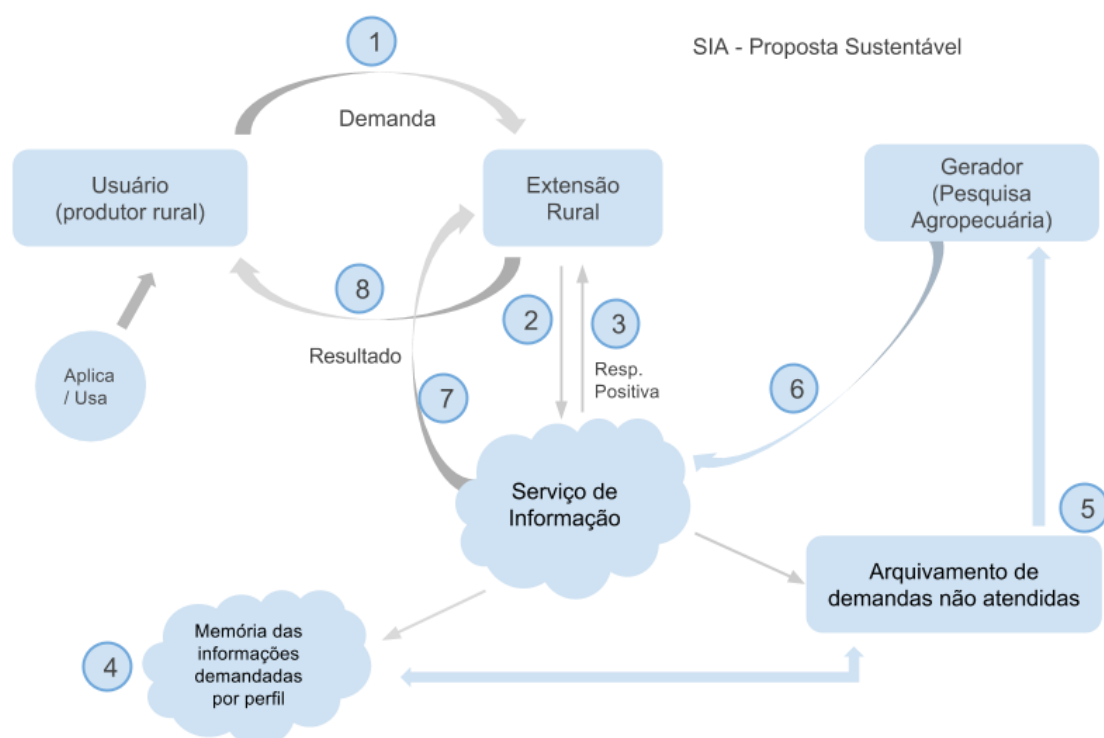 1
SIA - Proposta Sustentável
Demanda
Usuário
(produtor rural)
Extensão
Rural
Gerador
(Pesquisa
Agropecuária)
8
2
3
Resultado
Resp.
Positiva
Aplica
/ Usa
7
6
Serviço de
Informação
5
Arquivamento de
demandas não atendidas
4
Memória das
informações
demandadas
por perfil